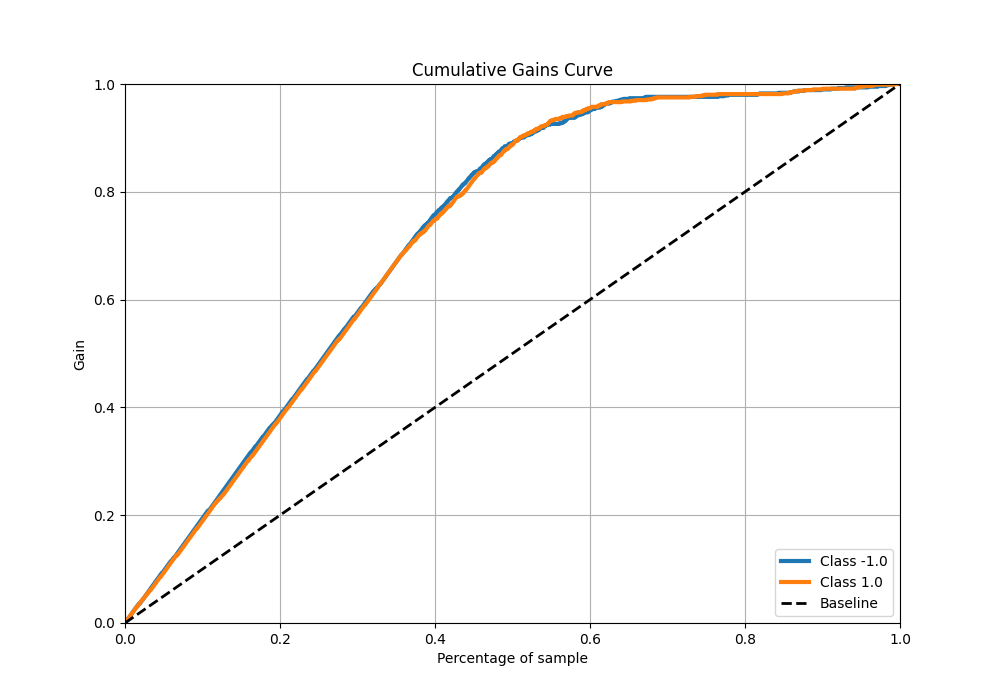 Cumulative Gains Curve
1.0
0.8
0.6
0.4
0.2
0.0
Gain
0.0 0.2 0.4 0.6 0.8 1.0
Percentage of sample
Class -1.0
Class 1.0
Baseline